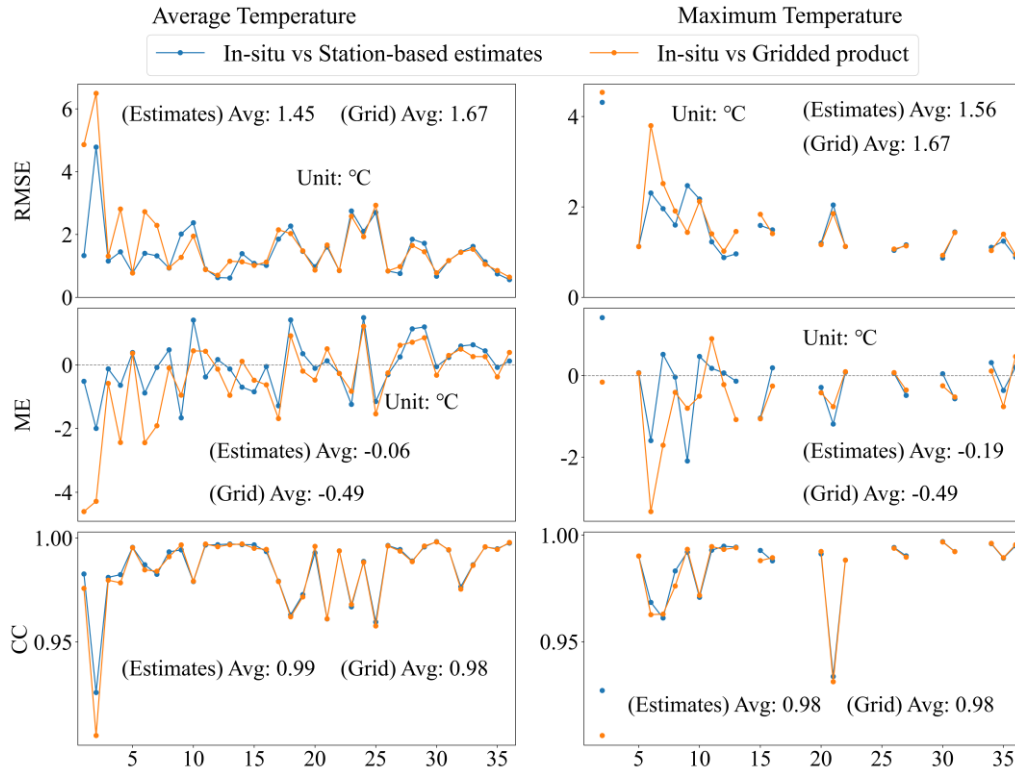 Average Temperature
Maximum Temperature
In-situ vs Station-based estimates
In-situ vs Gridded product
RMSE
6
4
2
0
(Estimates) Avg: 1.45
(Grid) Avg: 1.67
Unit: °C
4
2
0
Unit: °C
(Estimates) Avg: 1.56
(Grid) Avg: 1.67
ME
0
-2
-4
Unit: °C
(Estimates) Avg: -0.06
(Grid) Avg: -0.49
0
-2
Unit: °C
(Estimates) Avg: -0.19
(Grid) Avg: -0.49
CC
1.00
0.95
(Estimates) Avg: 0.99
(Grid) Avg: 0.98
5 10 15 20 25 30 35
1.00
0.95
(Estimates) Avg: 0.98
(Grid) Avg: 0.98
5 10 15 20 25 30 35